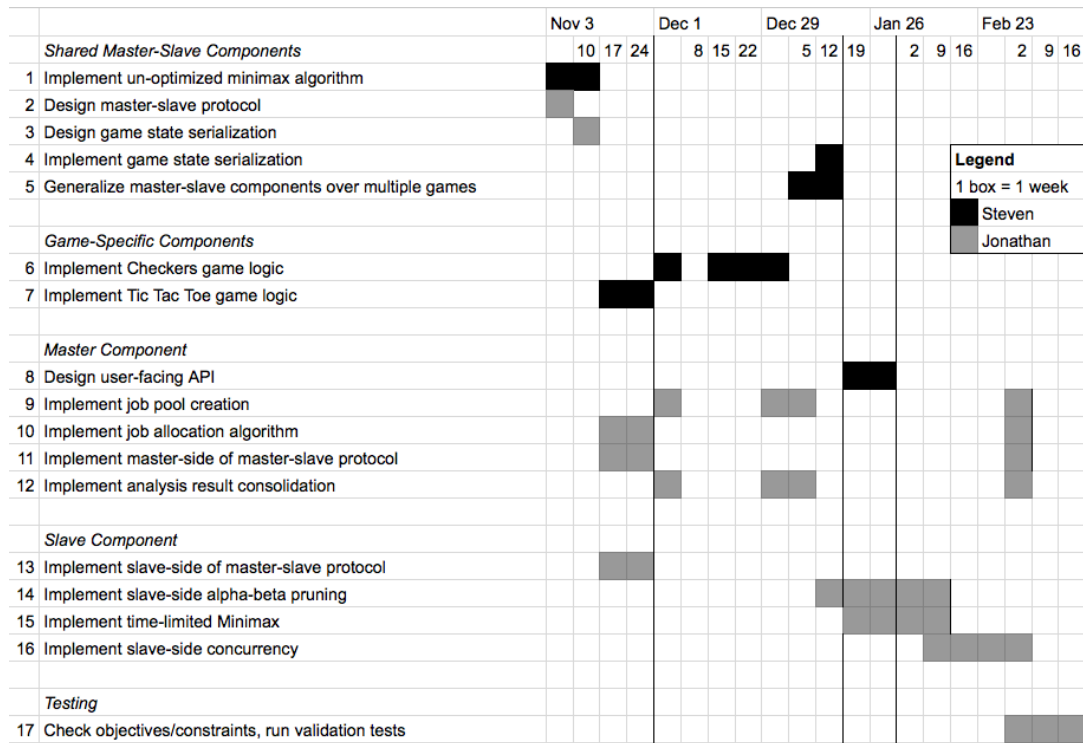 Nov 3 Dec 1 Dec 29 Jan 26 Feb 23
Shared Master-Slave Components 10 17 24 8 15 22 5 12 19 2 9 16 2 9 16
1 Implement un-optimized minimax algorithm
2 Design master-slave protocol
3 Design game state serialization
4 Implement game state serialization
5 Generalize master-slave components over multiple games
Legend
1 box = 1 week
Steven
Jonathan
Game-Specific Components
6 Implement Checkers game logic
7 Implement Tic Tac Toe game logic
Master Component
8 Design user-facing API
9 Implement job pool creation
10 Implement job allocation algorithm
11 Implement master-side of master-slave protocol
12 Implement analysis result consolidation
Slave Component
13 Implement slave-side of master-slave protocol
14 Implement slave-side alpha-beta pruning
15 Implement time-limited Minimax
16 Implement slave-side concurrency
Testing
17 Check objectives/constraints, run validation tests